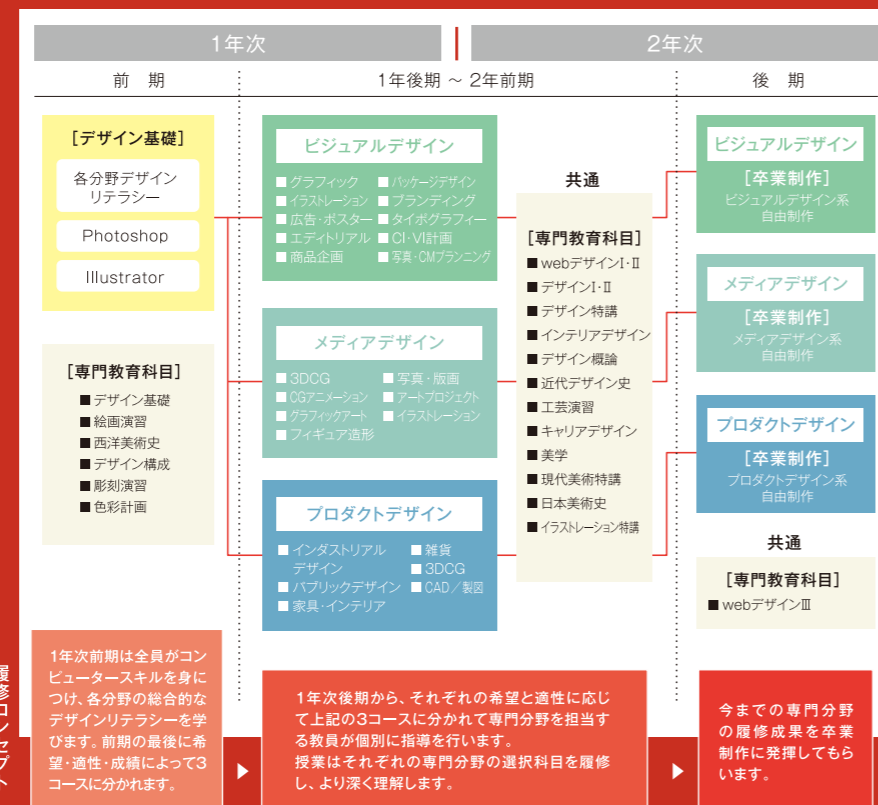 1年次
2年次
前 期
1年後期 ～ 2年前期
後 期
［デザイン基礎］
各分野デザイン
リテラシー
Photoshop
Illustrator
［専門教育科目］
■ デザイン基礎
■ 絵画演習
■ 西洋美術史
■ デザイン構成
■ 彫刻演習
■ 色彩計画
ビジュアルデザイン
■ グラフィック
■ イラストレーション
■ 広告・ポスター
■ エディトリアル
■ 商品企画
■ パッケージデザイン
■ ブランディング
■ タイポグラフィー
■ CI・VI計画
■ 写真・CMプランニング
メディアデザイン
■ 3DCG
■ CGアニメーション
■ グラフィックアート
■ フィギュア造形
■ 写真・版画
■ アートプロジェクト
■ イラストレーション
プロダクトデザイン
■ インダストリアル
デザイン
■ パブリックデザイン
■ 家具・インテリア
■ 雑貨
■ 3DCG
■ CAD／製図
共通
［専門教育科目］
■ webデザインⅠ・Ⅱ
■ デザインⅠ・Ⅱ
■ デザイン特講
■ インテリアデザイン
■ デザイン概論
■ 近代デザイン史
■ 工芸演習
■ キャリアデザイン
■ 美学
■ 現代美術特講
■ 日本美術史
■ イラストレーション特講
ビジュアルデザイン
［卒業制作］
ビジュアルデザイン系
自由制作
メディアデザイン
［卒業制作］
メディアデザイン系
自由制作
プロダクトデザイン
［卒業制作］
プロダクトデザイン系
自由制作
共通
［専門教育科目］
■ webデザインⅢ
履修コンセプト
1年次前期は全員がコン
ピュータースキルを身に
つけ、各分野の総合的な
デザインリテラシーを学
びます。前期の最後に希
望・適性・成績によって3
コースに分かれます。
1年次後期から、それぞれの希望と適性に応じ
て上記の3コースに分かれて専門分野を担当す
る教員が個別に指導を行います。
授業はそれぞれの専門分野の選択科目を履修
し、より深く理解します。
今までの専門分野
の履修成果を卒業
制作に発揮してもら
います。